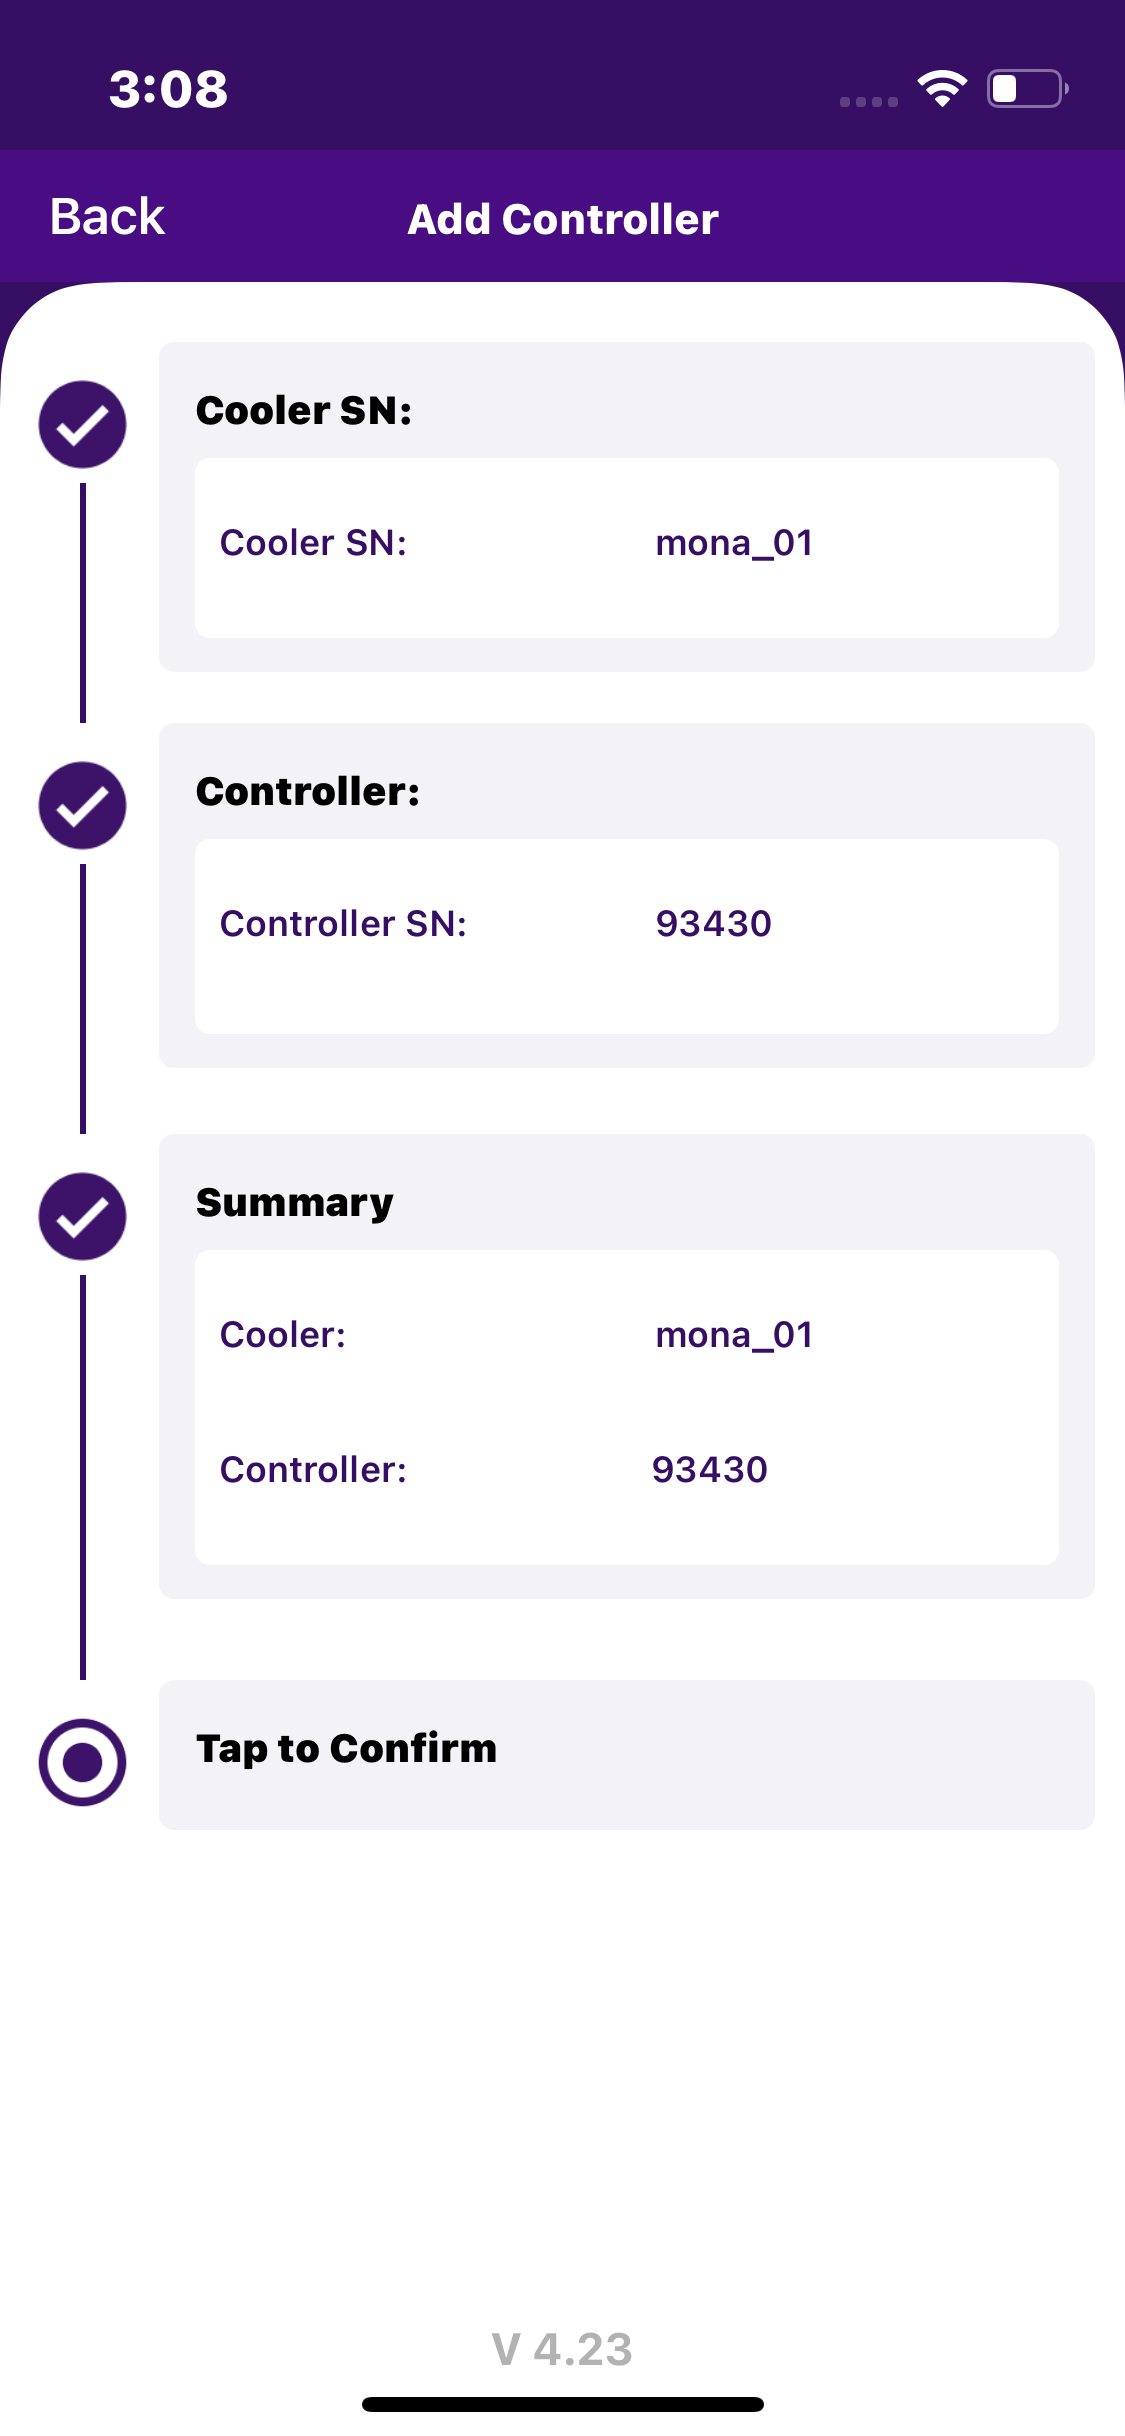 3:08
Back
Add Controller
Cooler SN:
Cooler SN: mona_01
Controller:
Controller SN: 93430
Summary
Cooler: mona_01
Controller: 93430
Tap to Confirm
V 4.23